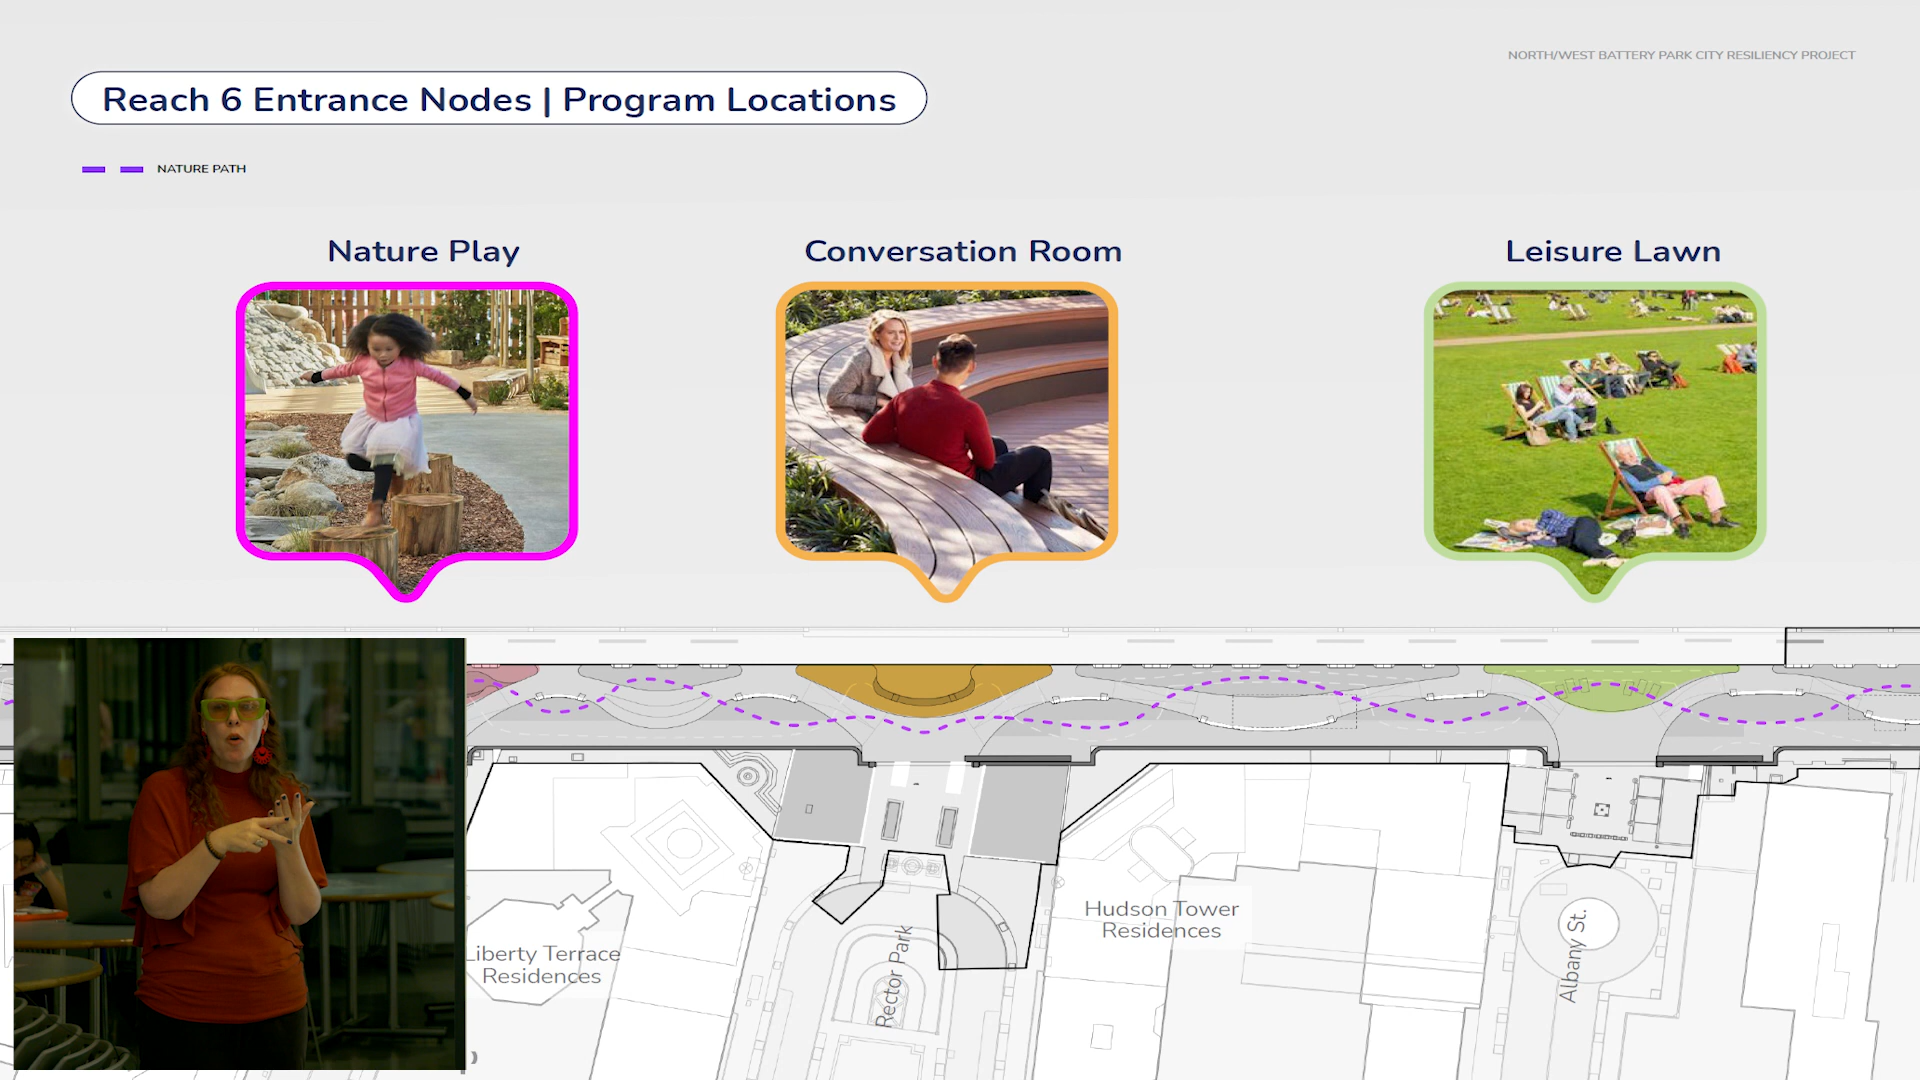 NORTH/WEST BATTERY PARK CITY RESILIENCY PROJECT
Reach 6 Entrance Nodes | Program Locations
NATURE PATH
Nature Play
Conversation Room
Leisure Lawn
Liberty Terrace
Residences
Rector Park
Hudson Tower
Residences
Albany St.